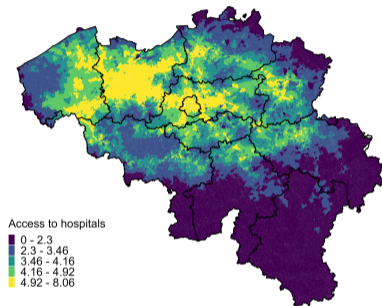 Access to hospitals
0 - 2.3
2.3 - 3.46
3.46 - 4.16
4.16 - 4.92
4.92 - 8.06